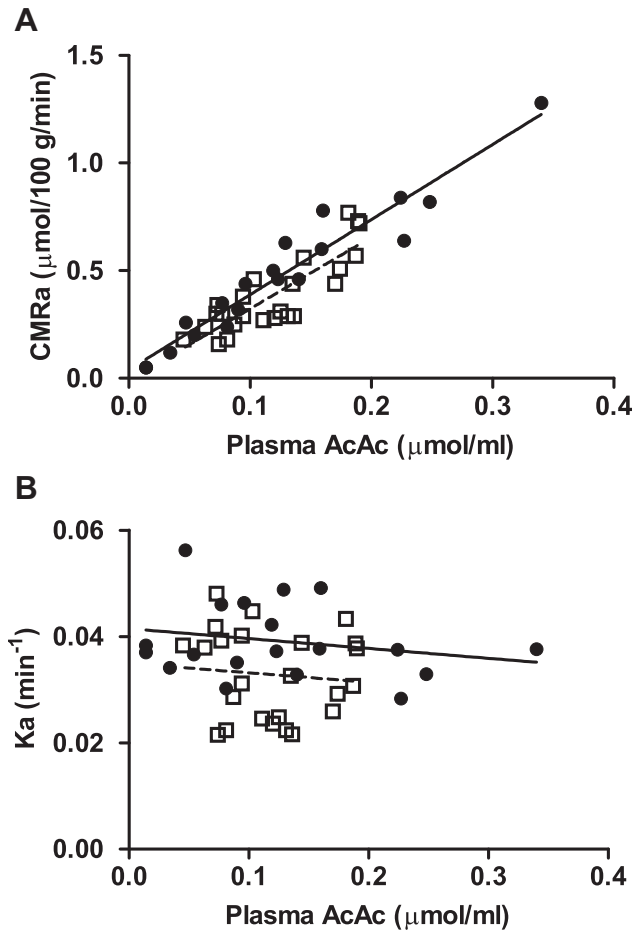 A
1.5
1.0
0.5
0.0
CMRa (μmol/100 g/min)
0.0 0.1 0.2 0.3 0.4
Plasma AcAc (μmol/ml)
B
0.06
0.04
0.02
0.00
Ka (min⁻¹)
0.0 0.1 0.2 0.3 0.4
Plasma AcAc (μmol/ml)